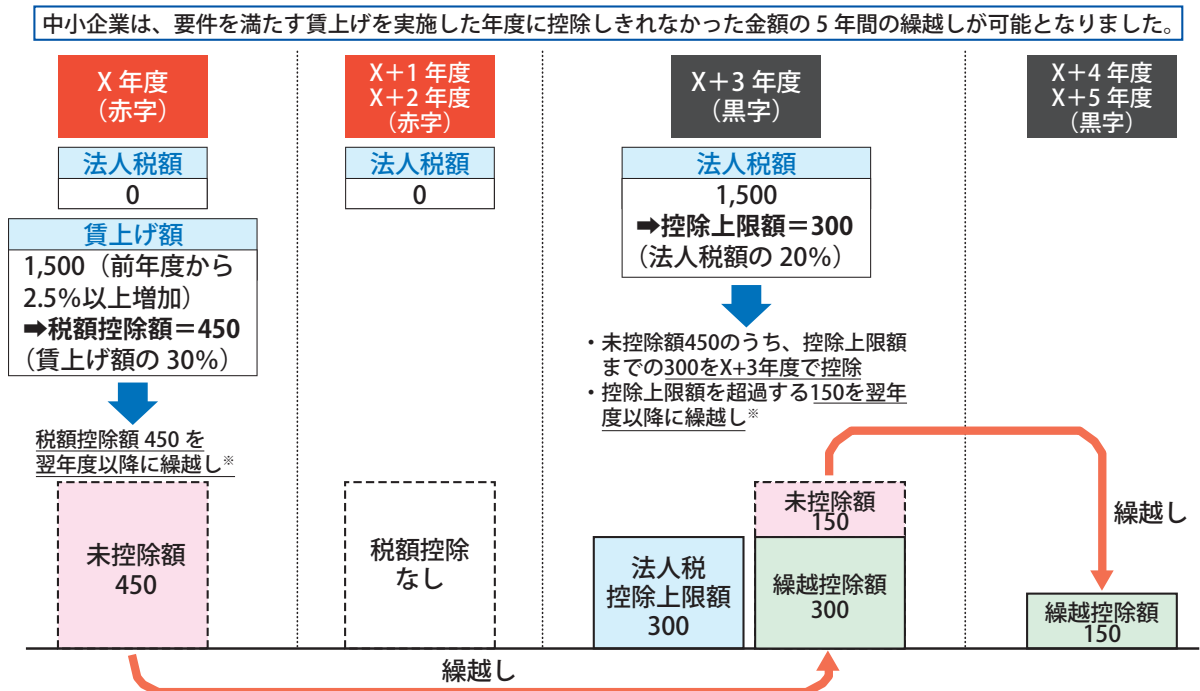 中小企業は、要件を満たす賃上げを実施した年度に控除しきれなかった金額の5年間の繰越しが可能となりました。
X年度
（赤字）
法人税額
0
賃上げ額
1,500（前年度から
2.5%以上増加）
➡税額控除額＝450
（賃上げ額の30%）
税額控除額450を
翌年度以降に繰越し※
未控除額
450
X＋1年度
X＋2年度
（赤字）
法人税額
0
税額控除
なし
X＋3年度
（黒字）
法人税額
1,500
➡控除上限額＝300
（法人税額の20%）
・未控除額450のうち、控除上限額
までの300をX+3年度で控除
・控除上限額を超過する150を翌年
度以降に繰越し※
法人税
控除上限額
300
未控除額
150
繰越控除額
300
X＋4年度
X＋5年度
（黒字）
繰越し
繰越控除額
150
繰越し